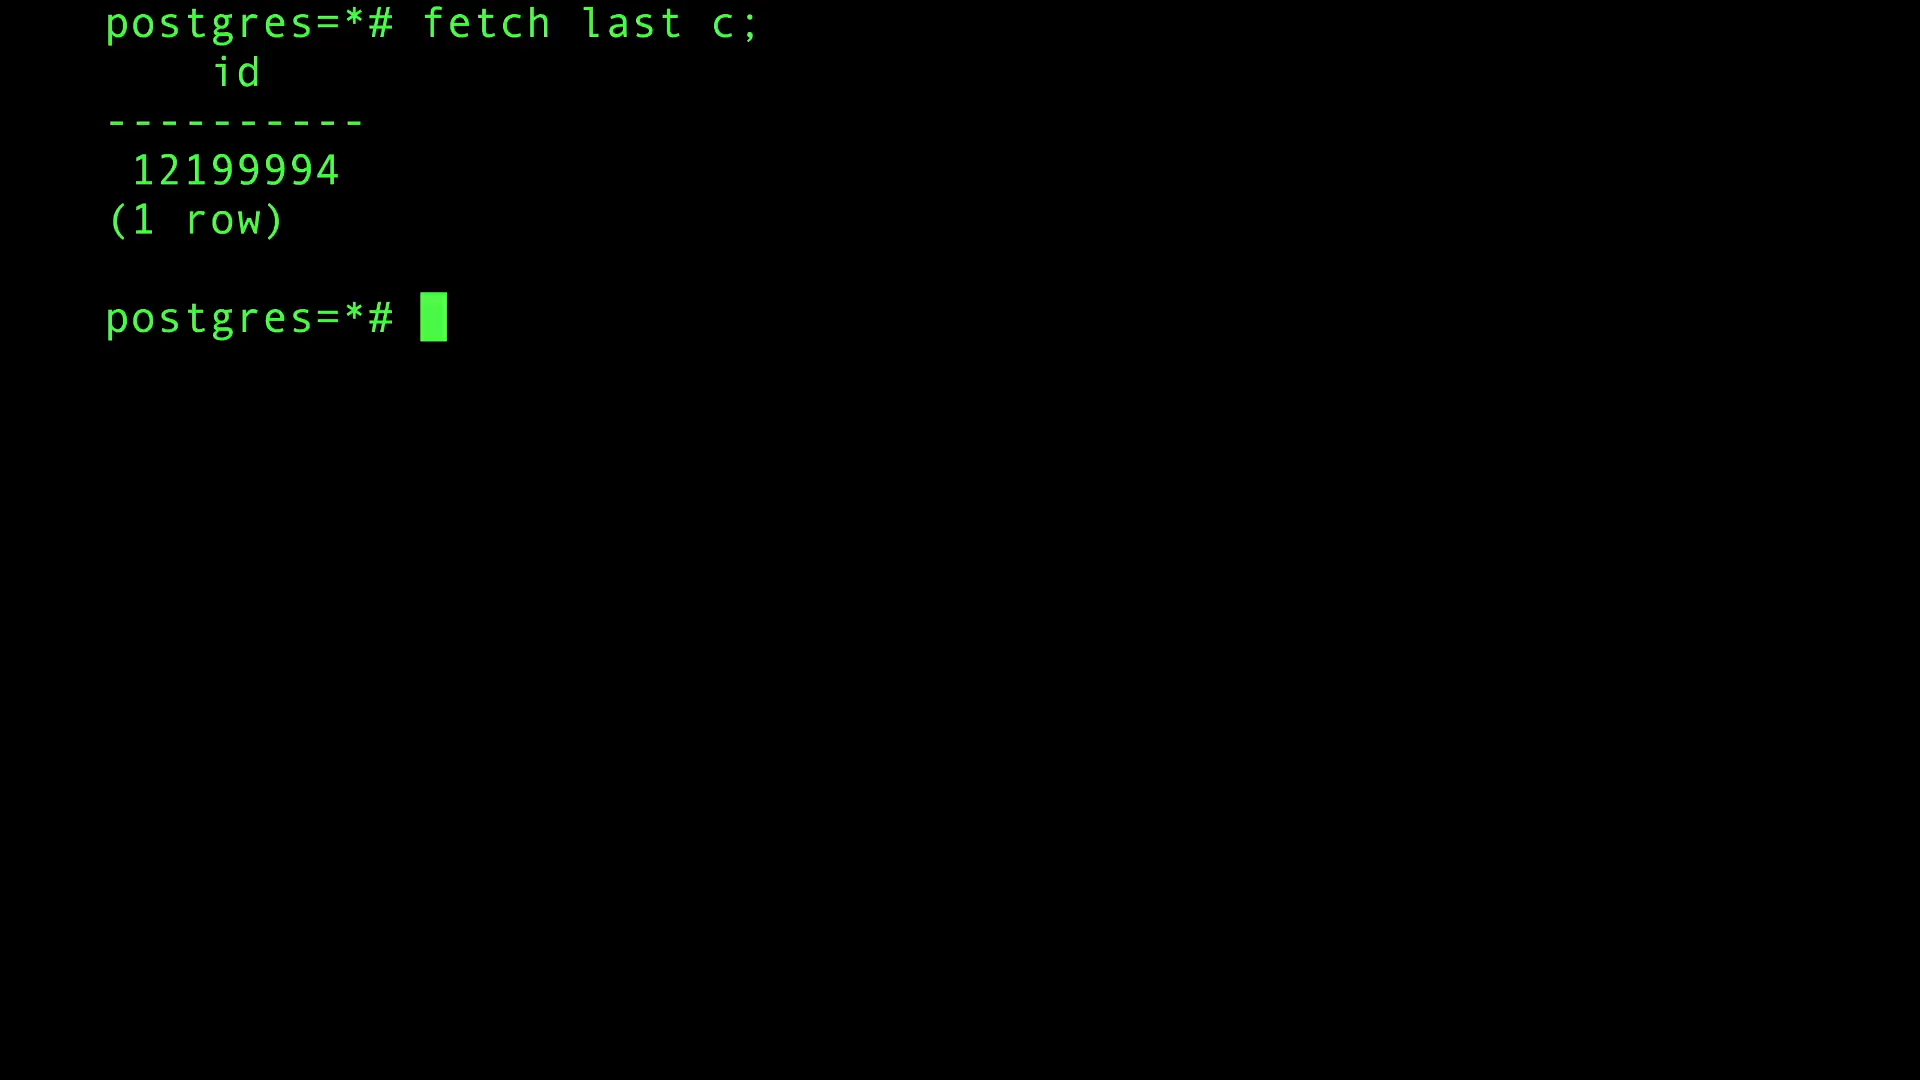 postgres=*# fetch last c;
id
----------
12199994
(1 row)
postgres=*#